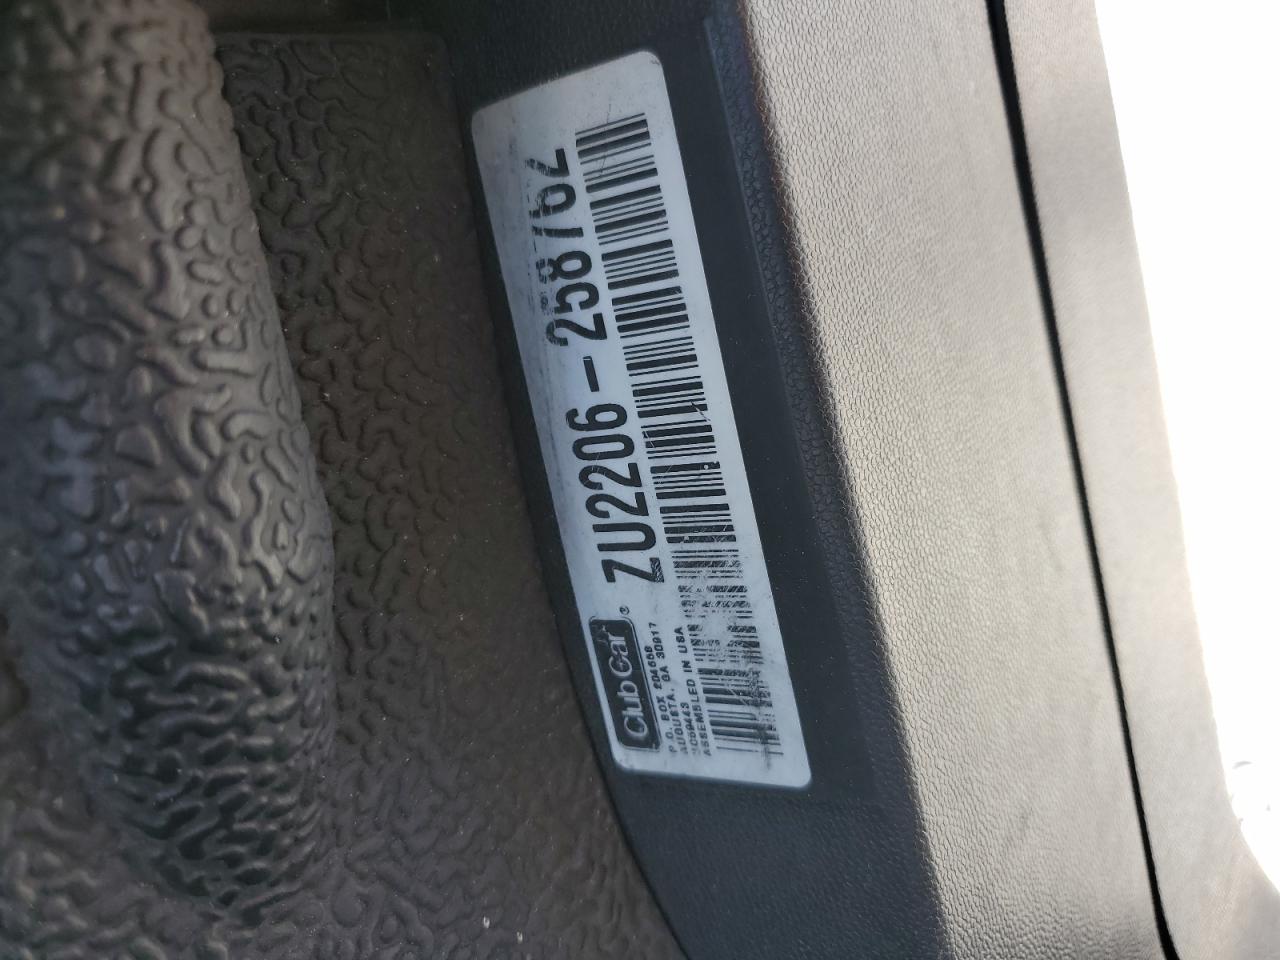 Club Car®
ZU2206-258762
P.O. BOX 204658
AUGUSTA, GA 30917
ASSEMBLED IN USA